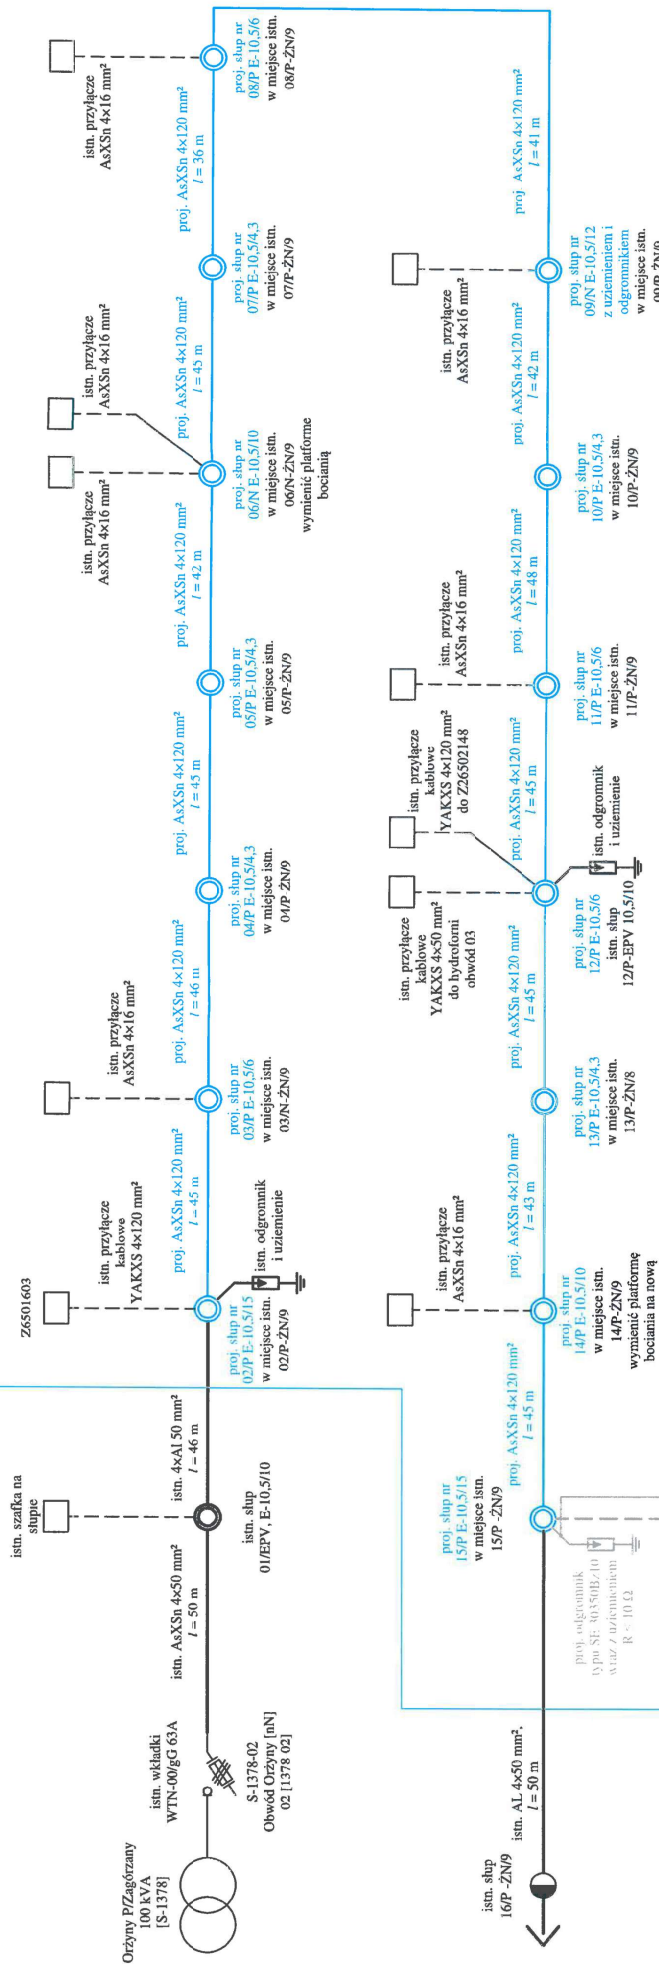 Orżyny P/Zagórzany
100 kVA
[S-1378]
istn. wkładki
WTN-00/gG 63A
S-1378-02
Obwód Orżyny [nN]
02 [1378 02]
istn. AsXSn 4×50 mm²
l = 50 m
istn. szafka na
słupie
istn. słup
01/EPV, E-10,5/10
istn. 4×Al 50 mm²
l = 46 m
Z6501603
istn. przyłącze
kablowe
YAKXS 4×120 mm²
proj. słup nr
02/P E-10,5/15
w miejsce istn.
02/P-ŻN/9
istn. odgromnik
i uziemienie
proj. AsXSn 4×120 mm²
l = 45 m
istn. przyłącze
AsXSn 4×16 mm²
proj. słup nr
03/P E-10,5/6
w miejsce istn.
03/N-ŻN/9
proj. AsXSn 4×120 mm²
l = 46 m
proj. słup nr
04/P E-10,5/4,3
w miejsce istn.
04/P-ŻN/9
proj. AsXSn 4×120 mm²
l = 45 m
proj. słup nr
05/P E-10,5/4,3
w miejsce istn.
05/P-ŻN/9
proj. AsXSn 4×120 mm²
l = 42 m
istn. przyłącze
AsXSn 4×16 mm²
istn. przyłącze
AsXSn 4×16 mm²
proj. słup nr
06/N E-10,5/10
w miejsce istn.
06/N-ŻN/9
wymienić platforme
bocianią
proj. AsXSn 4×120 mm²
l = 45 m
proj. słup nr
07/P E-10,5/4,3
w miejsce istn.
07/P-ŻN/9
proj. AsXSn 4×120 mm²
l = 36 m
istn. przyłącze
AsXSn 4×16 mm²
proj. słup nr
08/P E-10,5/6
w miejsce istn.
08/P-ŻN/9
istn. słup
16/P -ŻN/9
istn. AL 4×50 mm².
l = 50 m
proj. słup nr
15/P E-10,5/15
w miejsce istn.
15/P -ŻN/9
proj. odgromnik
typu SE
wraz z uziemieniem
R < 10 Ω
proj. AsXSn 4×120 mm²
l = 45 m
istn. przyłącze
AsXSn 4×16 mm²
proj. słup nr
14/P E-10,5/10
w miejsce istn.
14/P-ŻN/9
wymienić platformę
bociania na nową
proj. AsXSn 4×120 mm²
l = 43 m
proj. słup nr
13/P E-10,5/4,3
w miejsce istn.
13/P-ŻN/8
proj. AsXSn 4×120 mm²
l = 45 m
istn. przyłącze
kablowe
YAKXS 4×50 mm²
do hydroforni
obwód 03
istn. przyłącze
kablowe
YAKXS 4×120 mm²
do Z26502148
proj. słup nr
12/P E-10,5/6
istn. słup
12/P-EPV 10,5/10
istn. odgromnik
i uziemienie
proj. AsXSn 4×120 mm²
l = 45 m
istn. przyłącze
AsXSn 4×16 mm²
proj. słup nr
11/P E-10,5/6
w miejsce istn.
11/P-ŻN/9
proj. AsXSn 4×120 mm²
l = 48 m
proj. słup nr
10/P E-10,5/4,3
w miejsce istn.
10/P-ŻN/9
proj. AsXSn 4×120 mm²
l = 42 m
istn. przyłącze
AsXSn 4×16 mm²
proj. słup nr
09/N E-10,5/12
z uziemieniem i
odgromnikiem
w miejsce istn.
09/P-ŻN/9
proj AsXSn 4×120 mm²
l = 41 m